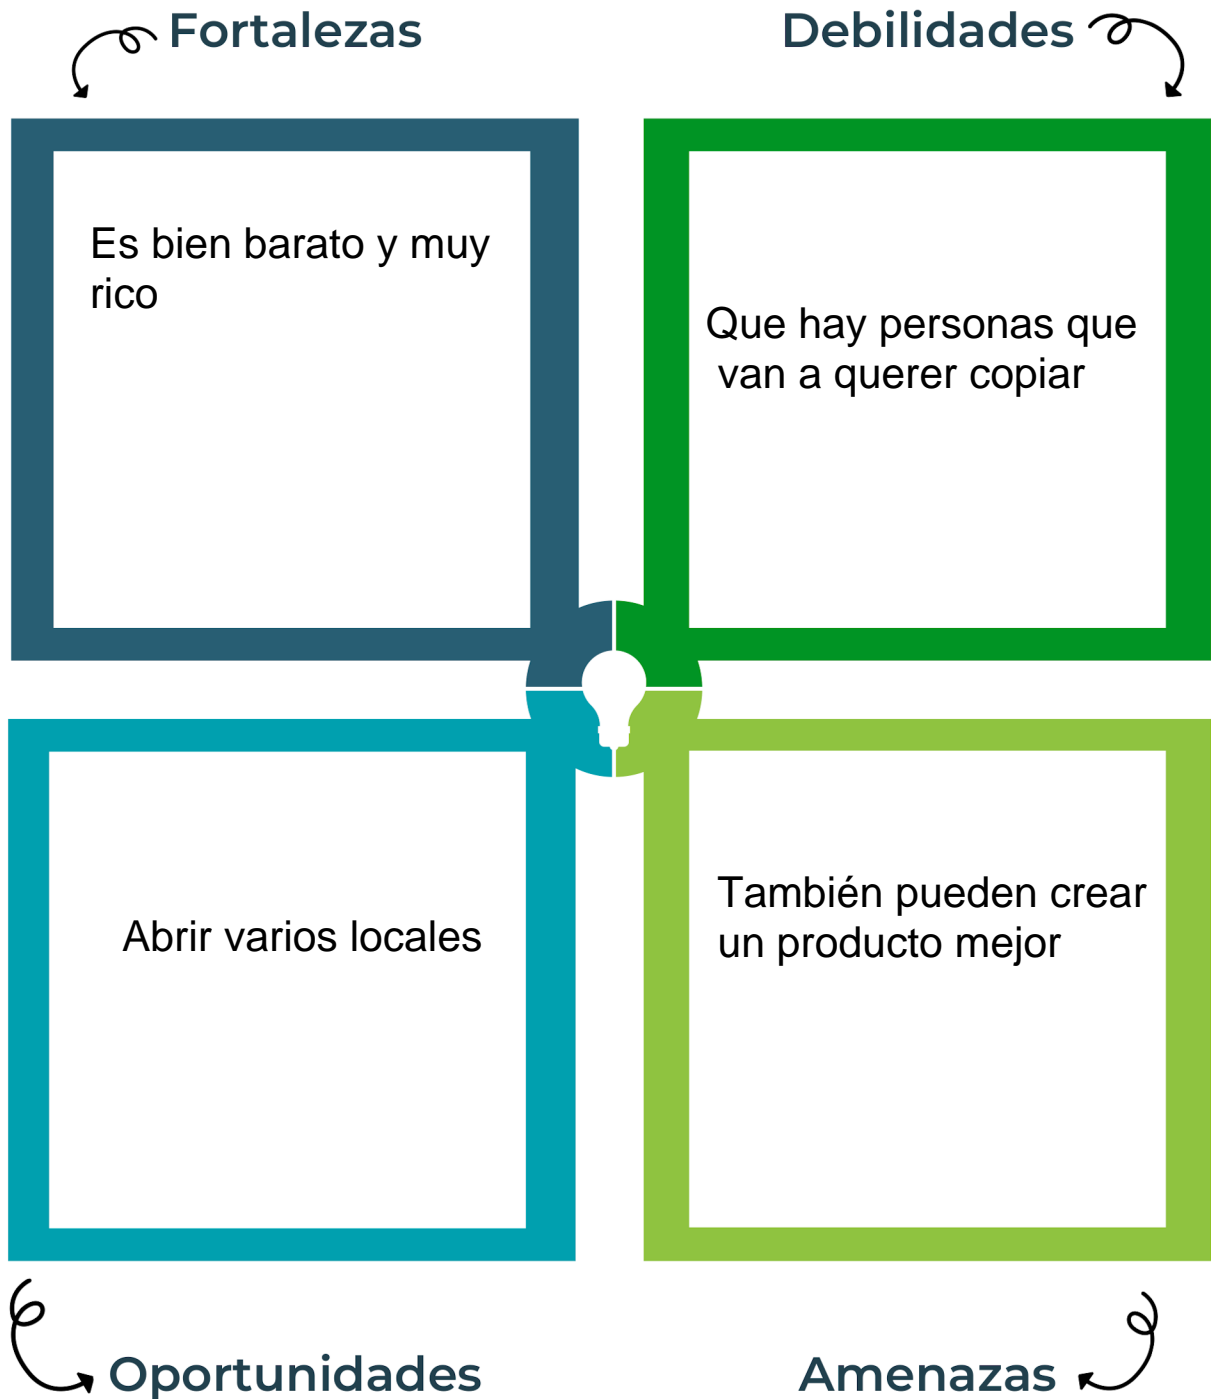 Fortalezas
Debilidades
Es bien barato y muy
rico
Que hay personas que
van a querer copiar
Abrir varios locales
También pueden crear
un producto mejor
Oportunidades
Amenazas